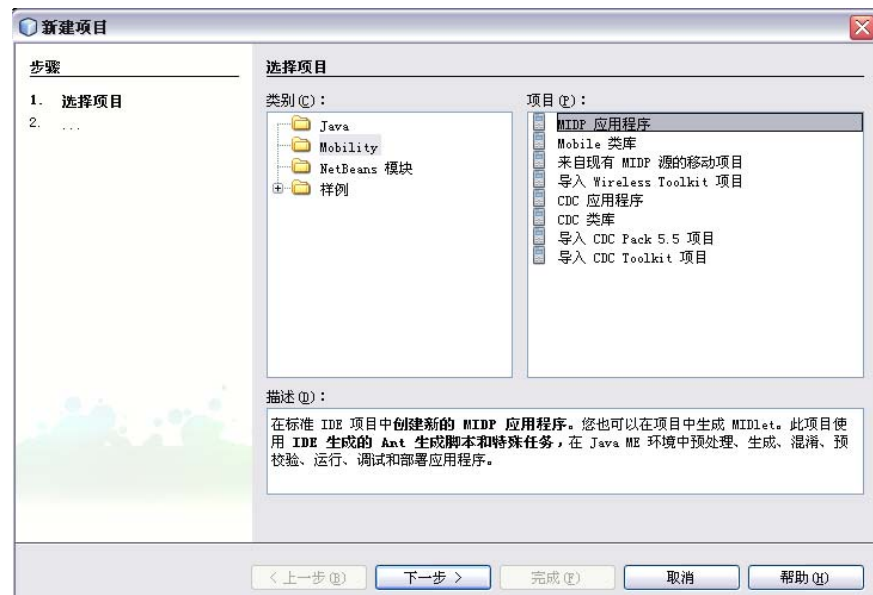 新建项目
步骤
1. 选择项目
2. ...
选择项目
类别(C):
Java
Mobility
NetBeans 模块
样例
项目(P):
MIDP 应用程序
Mobile 类库
来自现有 MIDP 源的移动项目
导入 Wireless Toolkit 项目
CDC 应用程序
CDC 类库
导入 CDC Pack 5.5 项目
导入 CDC Toolkit 项目
描述(D):
在标准 IDE 项目中创建新的 MIDP 应用程序。您也可以在项目中生成 MIDlet。此项目使
用 IDE 生成的 Ant 生成脚本和特殊任务,在 Java ME 环境中预处理、生成、混淆、预
校验、运行、调试和部署应用程序。
< 上一步(B)
下一步 >
完成(F)
取消
帮助(H)